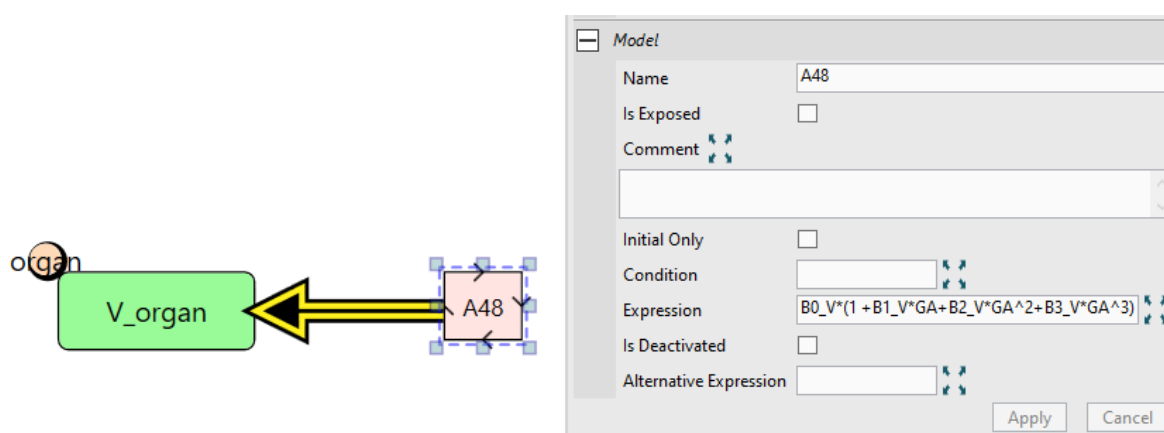 organ
V_organ
A48
Model
Name A48
Is Exposed
Comment
Initial Only
Condition
Expression B0_V*(1 +B1_V*GA+B2_V*GA^2+B3_V*GA^3)
Is Deactivated
Alternative Expression
Apply Cancel